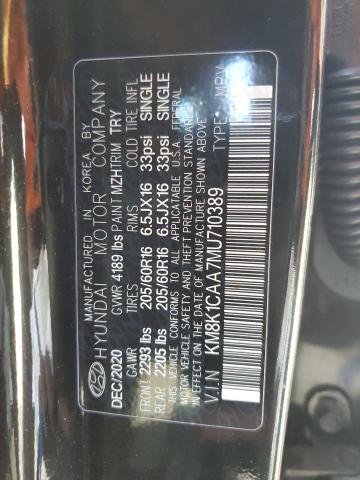 MANUFACTURED IN KOREA BY
HYUNDAI MOTOR COMPANY
DEC/2020 GVWR 4189 lbs PAINT MZH TRIM TRY
GAWR TIRES RIMS COLD TIRE INFL
FRONT 2293 lbs 205/60R16 6.5JX16 33psi SINGLE
REAR 2205 lbs 205/60R16 6.5JX16 33psi SINGLE
THIS VEHICLE CONFORMS TO ALL APPLICABLE U.S.A. FEDERAL
MOTOR VEHICLE SAFETY STANDARDS
IN EFFECT ON THE DATE OF MANUFACTURE SHOWN ABOVE
V.I.N KM8K1CAA7MU710389 TYPE : MPV